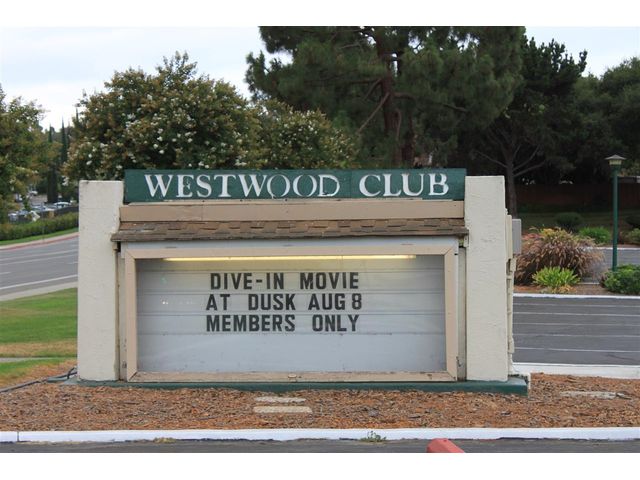 WESTWOOD CLUB
DIVE-IN MOVIE
AT DUSK AUG 8
MEMBERS ONLY